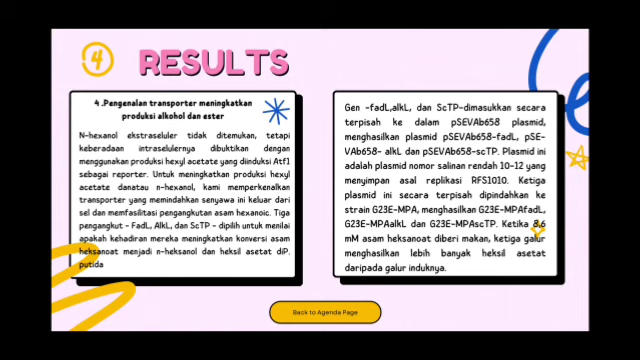 4
RESULTS
4 .Pengenalan transporter meningkatkan
produksi alkohol dan ester
N-hexanol ekstraseluler tidak ditemukan, tetapi
keberadaan intraselulernya dibuktikan dengan
menggunakan produksi hexyl acetate yang diinduksi Atf1
sebagai reporter. Untuk meningkatkan produksi hexyl
acetate danatau n-hexanol, kami memperkenalkan
transporter yang memindahkan senyawa ini keluar dari
sel dan memfasilitasi pengangkutan asam hexanoic. Tiga
pengangkut - FadL, AlkL, dan ScTP - dipilih untuk menilai
apakah kehadiran mereka meningkatkan konversi asam
heksanoat menjadi n-heksanol dan heksil asetat diP.
putida
Gen -fadL,alkL, dan ScTP-dimasukkan secara
terpisah ke dalam pSEVAb658 plasmid,
menghasilkan plasmid pSEVAb658-fadL, pSE-
VAb658- alkL dan pSEVAb658-scTP. Plasmid ini
adalah plasmid nomor salinan rendah 10-12 yang
menyimpan asal replikasi RFS1010. Ketiga
plasmid ini secara terpisah dipindahkan ke
strain G23E-MPA, menghasilkan G23E-MPAfadL,
G23E-MPAalkL dan G23E-MPAscTP. Ketika 8,6
mM asam heksanoat diberi makan, ketiga galur
menghasilkan lebih banyak heksil asetat
daripada galur induknya.
Back to Agenda Page